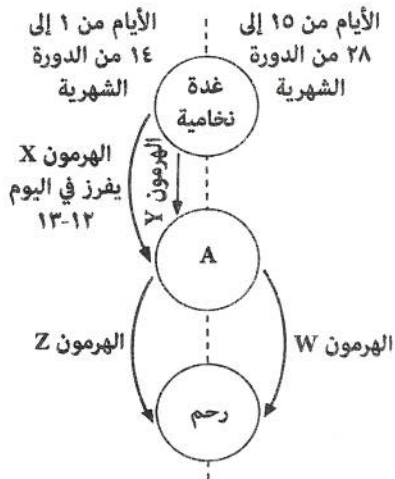 الأيام من ١٥ إلى
٢٨ من الدورة
الشهرية
الأيام من ١ إلى
١٤ من الدورة
الشهرية
غدة
نخامية
الهرمون X
يفرز في اليوم
١٢-١٣
الهرمون Y
A
الهرمون W
الهرمون Z
رحم